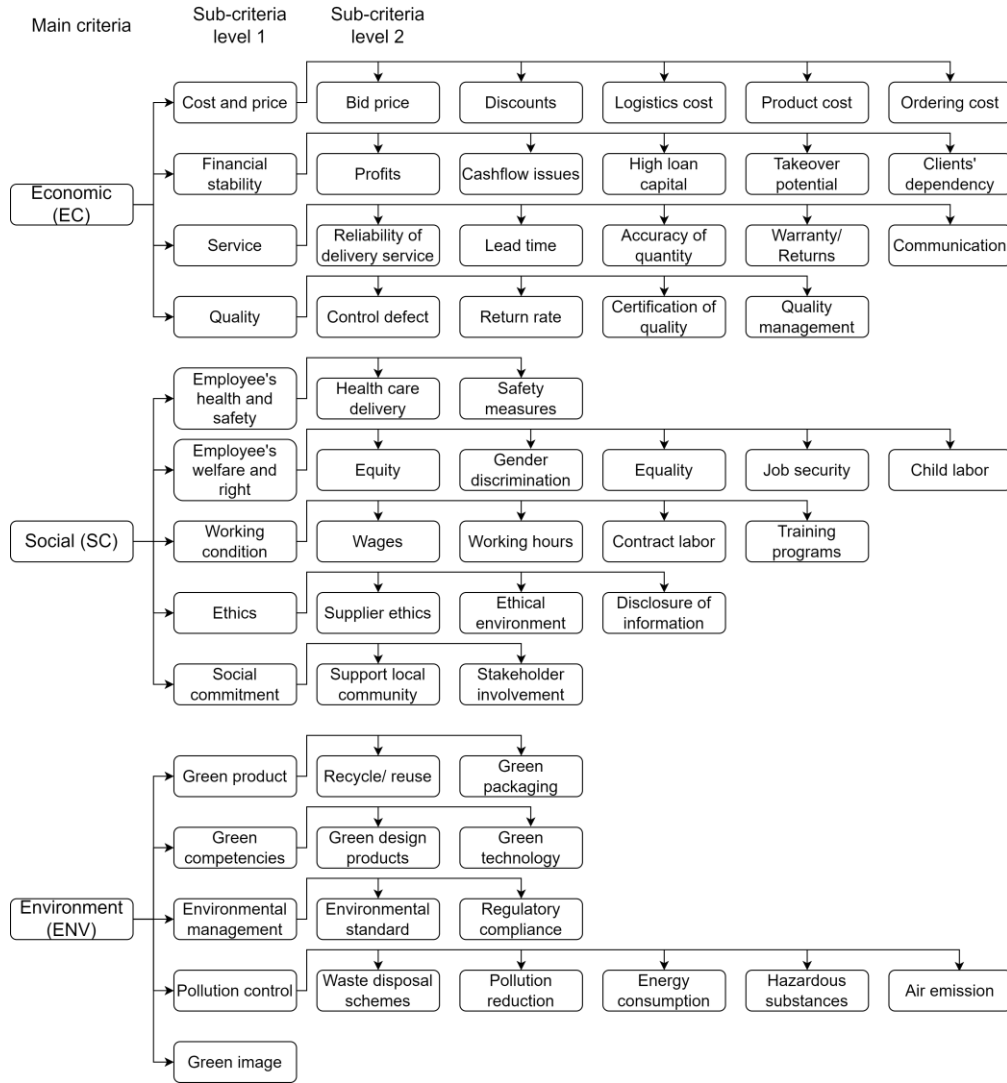 Main criteria
Sub-criteria
level 1
Sub-criteria
level 2
Economic
(EC)
Cost and price
Bid price
Discounts
Logistics cost
Product cost
Ordering cost
Financial
stability
Profits
Cashflow issues
High loan
capital
Takeover
potential
Clients'
dependency
Service
Reliability of
delivery service
Lead time
Accuracy of
quantity
Warranty/
Returns
Communication
Quality
Control defect
Return rate
Certification of
quality
Quality
management
Social (SC)
Employee's
health and
safety
Health care
delivery
Safety
measures
Employee's
welfare and
right
Equity
Gender
discrimination
Equality
Job security
Child labor
Working
condition
Wages
Working hours
Contract labor
Training
programs
Ethics
Supplier ethics
Ethical
environment
Disclosure of
information
Social
commitment
Support local
community
Stakeholder
involvement
Environment
(ENV)
Green product
Recycle/ reuse
Green
packaging
Green
competencies
Green design
products
Green
technology
Environmental
management
Environmental
standard
Regulatory
compliance
Pollution control
Waste disposal
schemes
Pollution
reduction
Energy
consumption
Hazardous
substances
Air emission
Green image